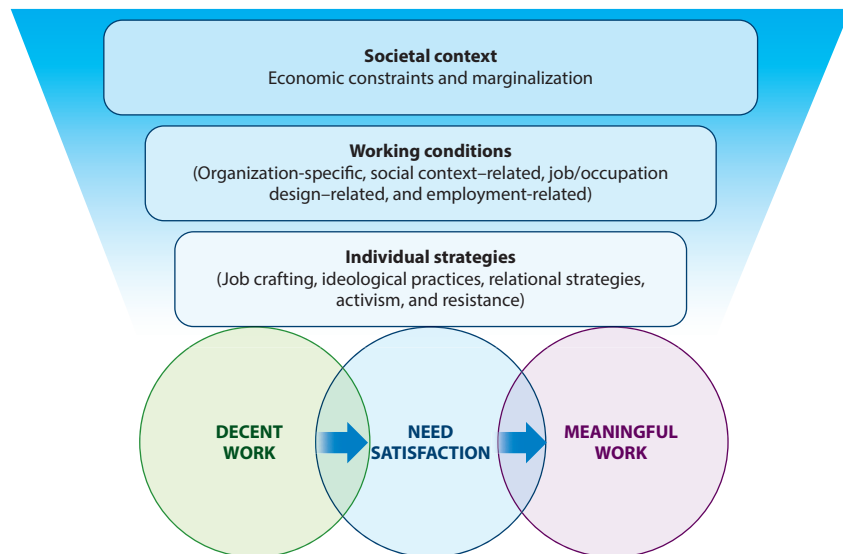 Societal context
Economic constraints and marginalization
Working conditions
(Organization-specific, social context–related, job/occupation
design–related, and employment-related)
Individual strategies
(Job crafting, ideological practices, relational strategies,
activism, and resistance)
DECENT
WORK
NEED
SATISFACTION
MEANINGFUL
WORK